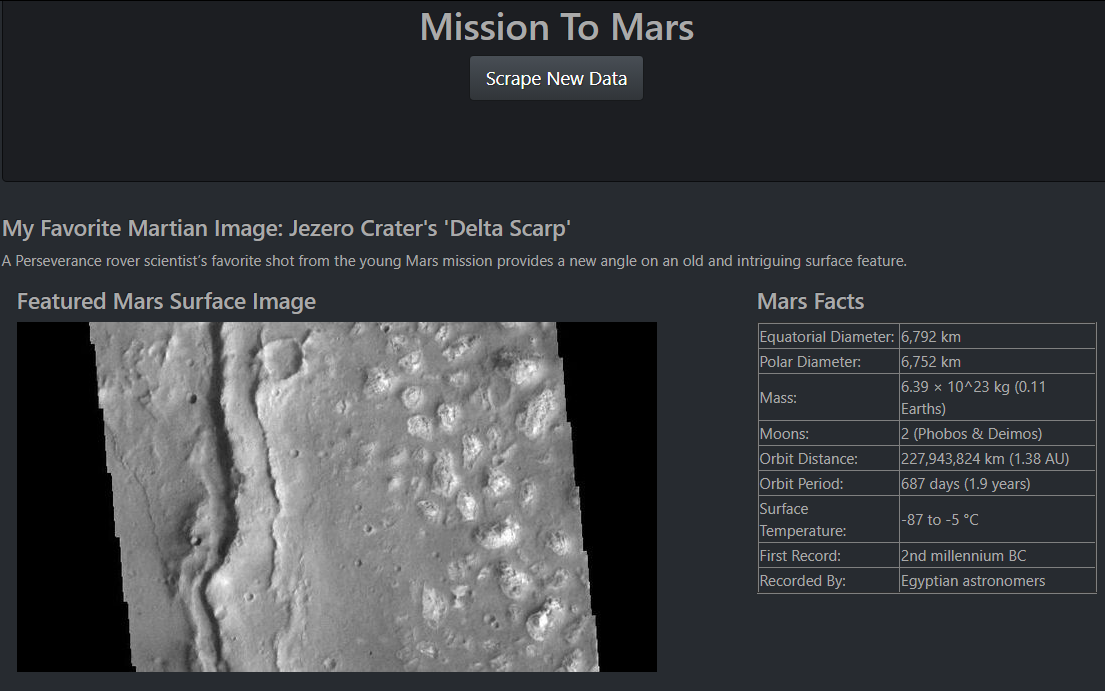 Mission To Mars
Scrape New Data
My Favorite Martian Image: Jezero Crater's 'Delta Scarp'
A Perseverance rover scientist’s favorite shot from the young Mars mission provides a new angle on an old and intriguing surface feature.
Featured Mars Surface Image
Mars Facts
Equatorial Diameter: 6,792 km
Polar Diameter: 6,752 km
Mass: 6.39 × 10^23 kg (0.11
Earths)
Moons: 2 (Phobos & Deimos)
Orbit Distance: 227,943,824 km (1.38 AU)
Orbit Period: 687 days (1.9 years)
Surface
Temperature: -87 to -5 °C
First Record: 2nd millennium BC
Recorded By: Egyptian astronomers